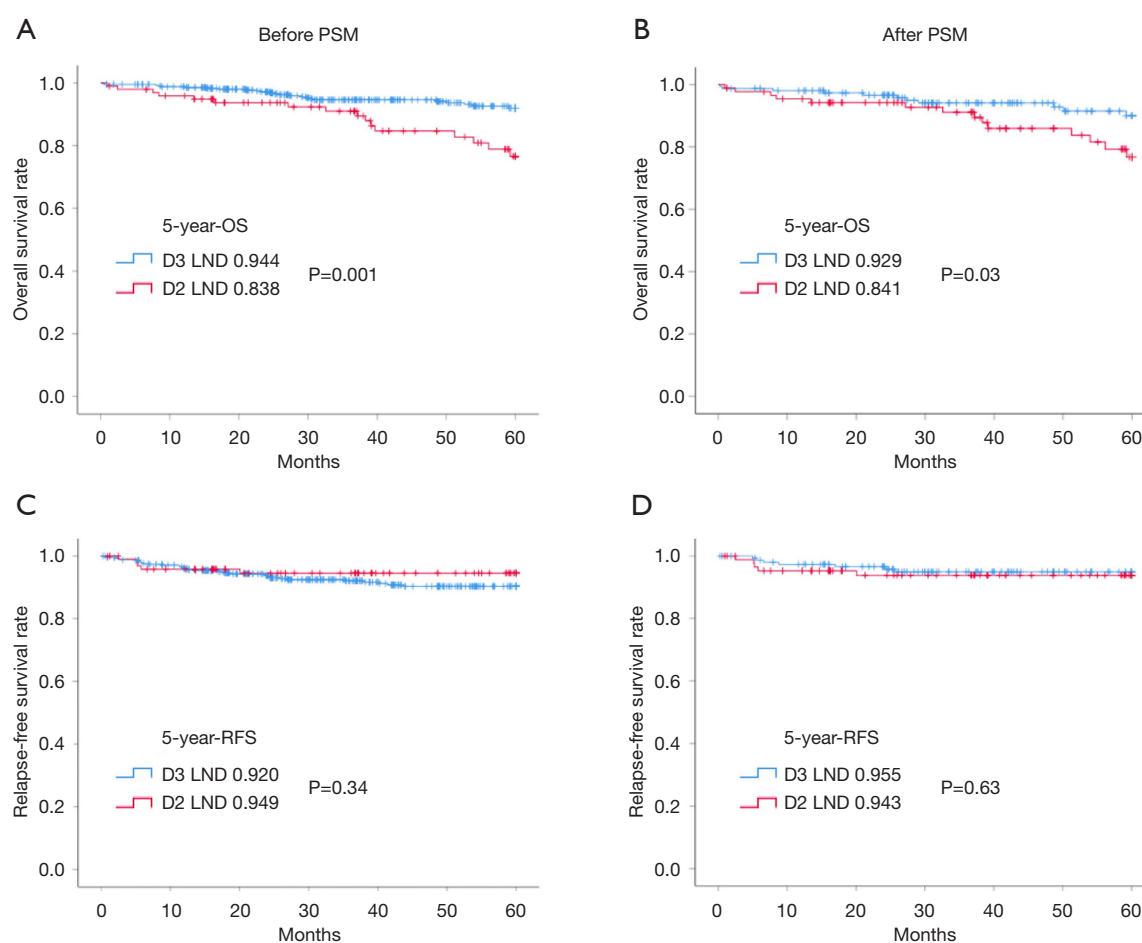 A
Before PSM
1.0
0.8
0.6
0.4
0.2
0.0
Overall survival rate
5-year-OS
D3 LND 0.944
D2 LND 0.838
P=0.001
0 10 20 30 40 50 60
Months
B
After PSM
1.0
0.8
0.6
0.4
0.2
0.0
Overall survival rate
5-year-OS
D3 LND 0.929
D2 LND 0.841
P=0.03
0 10 20 30 40 50 60
Months
C
1.0
0.8
0.6
0.4
0.2
0.0
Relapse-free survival rate
5-year-RFS
D3 LND 0.920
D2 LND 0.949
P=0.34
0 10 20 30 40 50 60
Months
D
1.0
0.8
0.6
0.4
0.2
0.0
Relapse-free survival rate
5-year-RFS
D3 LND 0.955
D2 LND 0.943
P=0.63
0 10 20 30 40 50 60
Months